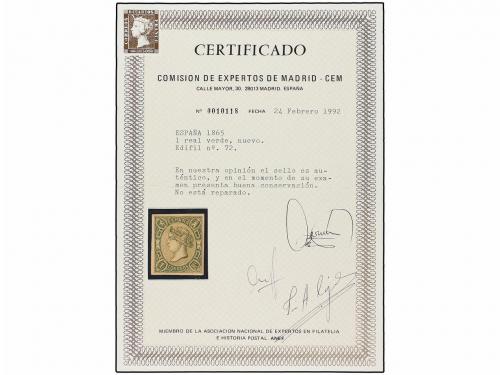 CERTIFICADO
COMISION DE EXPERTOS DE MADRID - CEM
CALLE MAYOR, 30. 28013 MADRID. ESPAÑA
Nº 0010118 FECHA 24 Febrero 1992
ESPAÑA 1865
1 real verde, nuevo.
Edifil nº. 72.
En nuestra opinión el sello es au-
téntico, y en el momento de su exa-
men presenta buena conservación.
No está reparado.
ESPAÑA
MIEMBRO DE LA ASOCIACION NACIONAL DE EXPERTOS EN FILATELIA
E HISTORIA POSTAL. ANEF